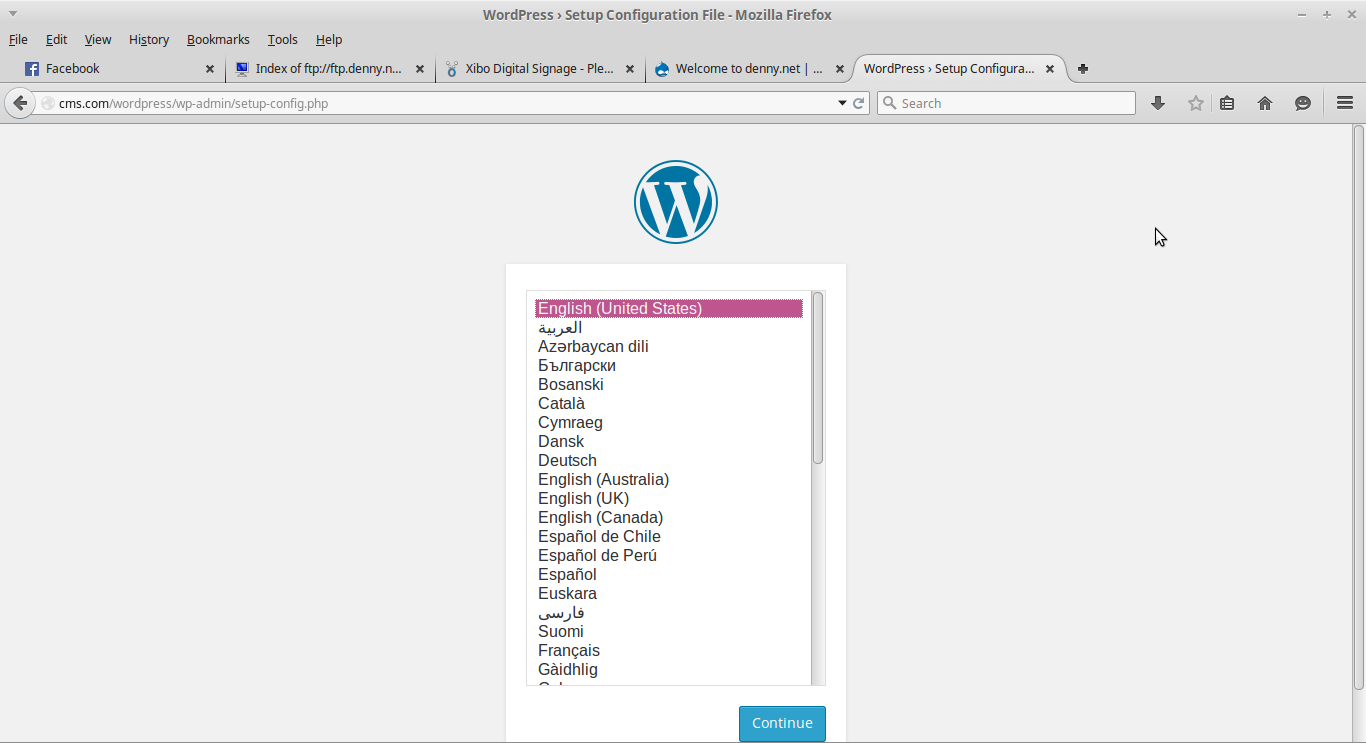 WordPress › Setup Configuration File - Mozilla Firefox
File Edit View History Bookmarks Tools Help
Facebook
Index of ftp://ftp.denny.n...
Xibo Digital Signage - Ple...
Welcome to denny.net | ...
WordPress › Setup Configura...
cms.com/wordpress/wp-admin/setup-config.php
Search
English (United States)
العربية
Azərbaycan dili
Български
Bosanski
Català
Cymraeg
Dansk
Deutsch
English (Australia)
English (UK)
English (Canada)
Español de Chile
Español de Perú
Español
Euskara
فارسی
Suomi
Français
Gàidhlig
Continue